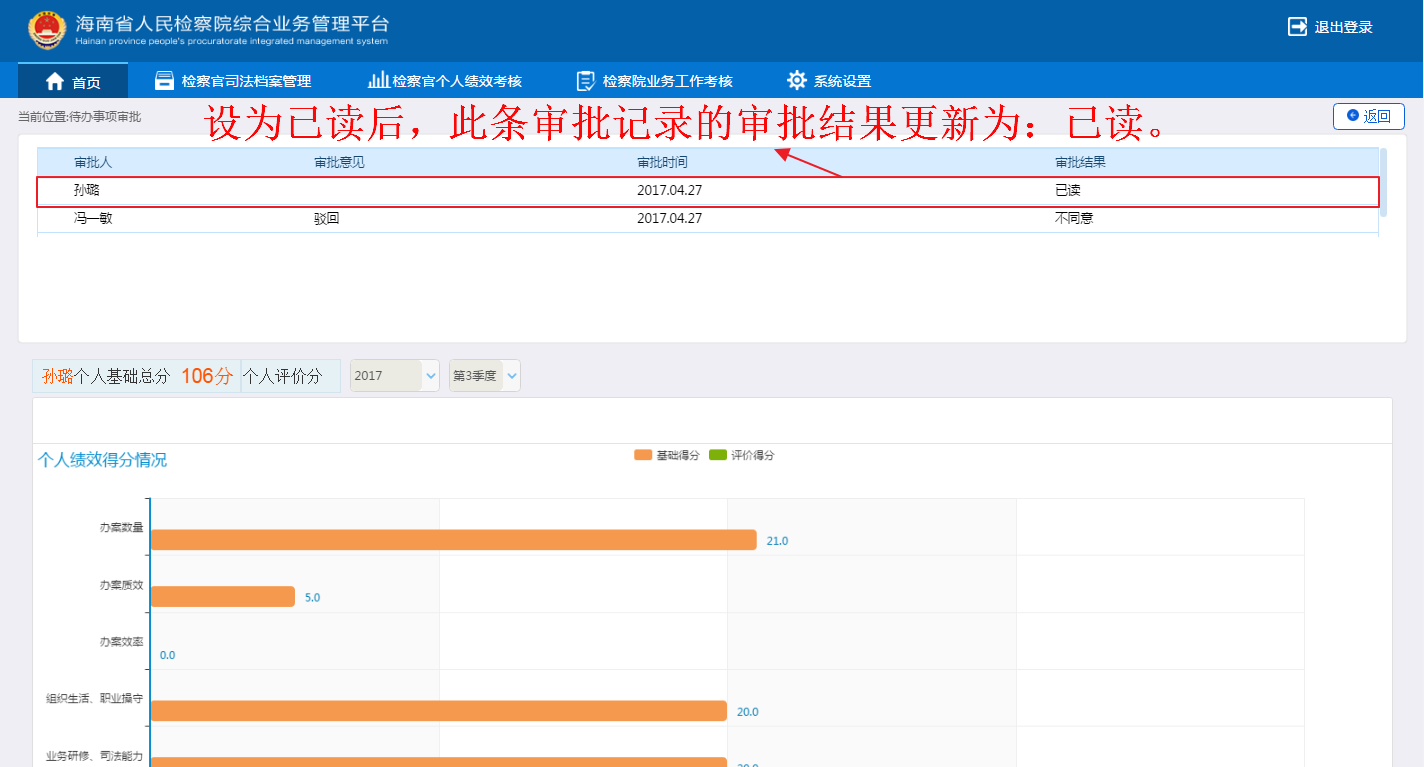 海南省人民检察院综合业务管理平台
Hainan province people's procuratorate integrated management system
退出登录
首页 检察官司法档案管理 检察官个人绩效考核 检察院业务工作考核 系统设置
当前位置:待办事项审批
设为已读后，此条审批记录的审批结果更新为：已读。
返回
审批人 审批意见 审批时间 审批结果
孙璐 2017.04.27 已读
冯一敏 驳回 2017.04.27 不同意
孙璐个人基础总分 106分 个人评价分 2017 第3季度
个人绩效得分情况
基础得分 评价得分
办案数量 21.0
办案质效 5.0
办案效率 0.0
组织生活、职业操守 20.0
业务研修、司法能力 20.0